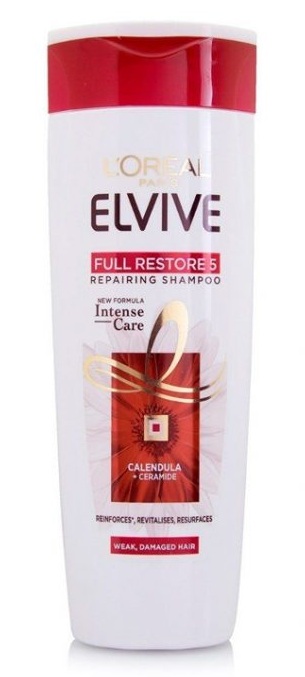 L'ORÉAL
PARIS
ELVIVE
FULL RESTORE 5
REPAIRING SHAMPOO
NEW FORMULA
Intense
Care
CALENDULA
+ CERAMIDE
REINFORCES*, REVITALISES, RESURFACES
WEAK, DAMAGED HAIR